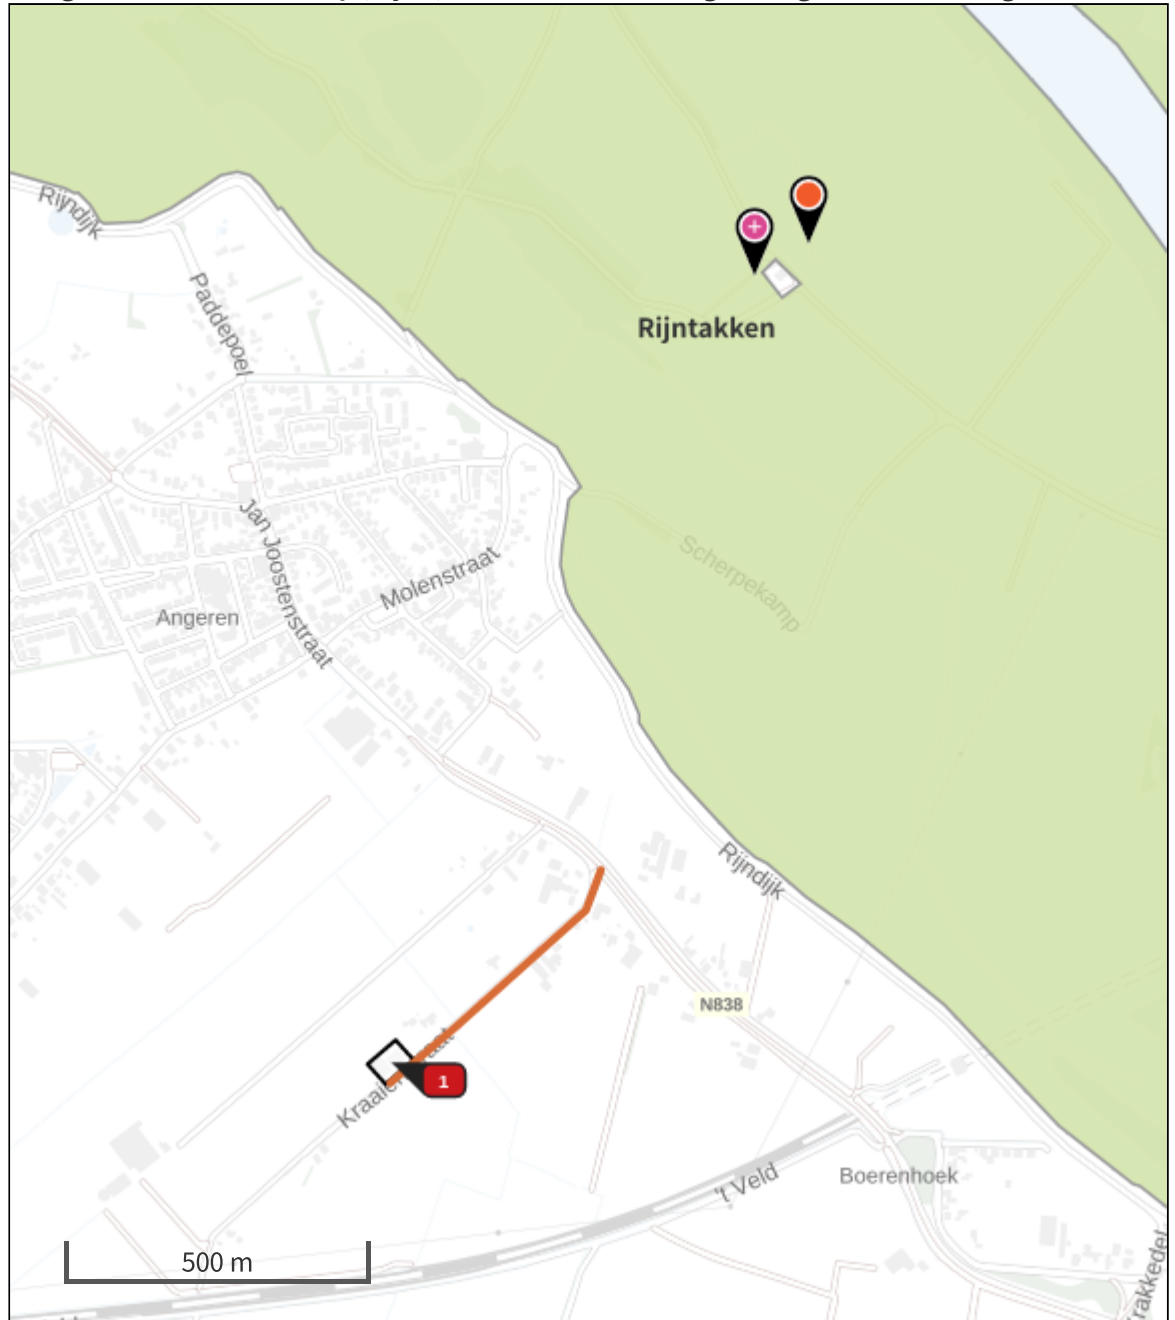 Rijndijk
Paddepoel
+
Rijntakken
Jan Joostenstraat
Molenstraat
Scherpekamp
Angeren
Rijndijk
N838
1
't Veld
Boerenhoek
500 m